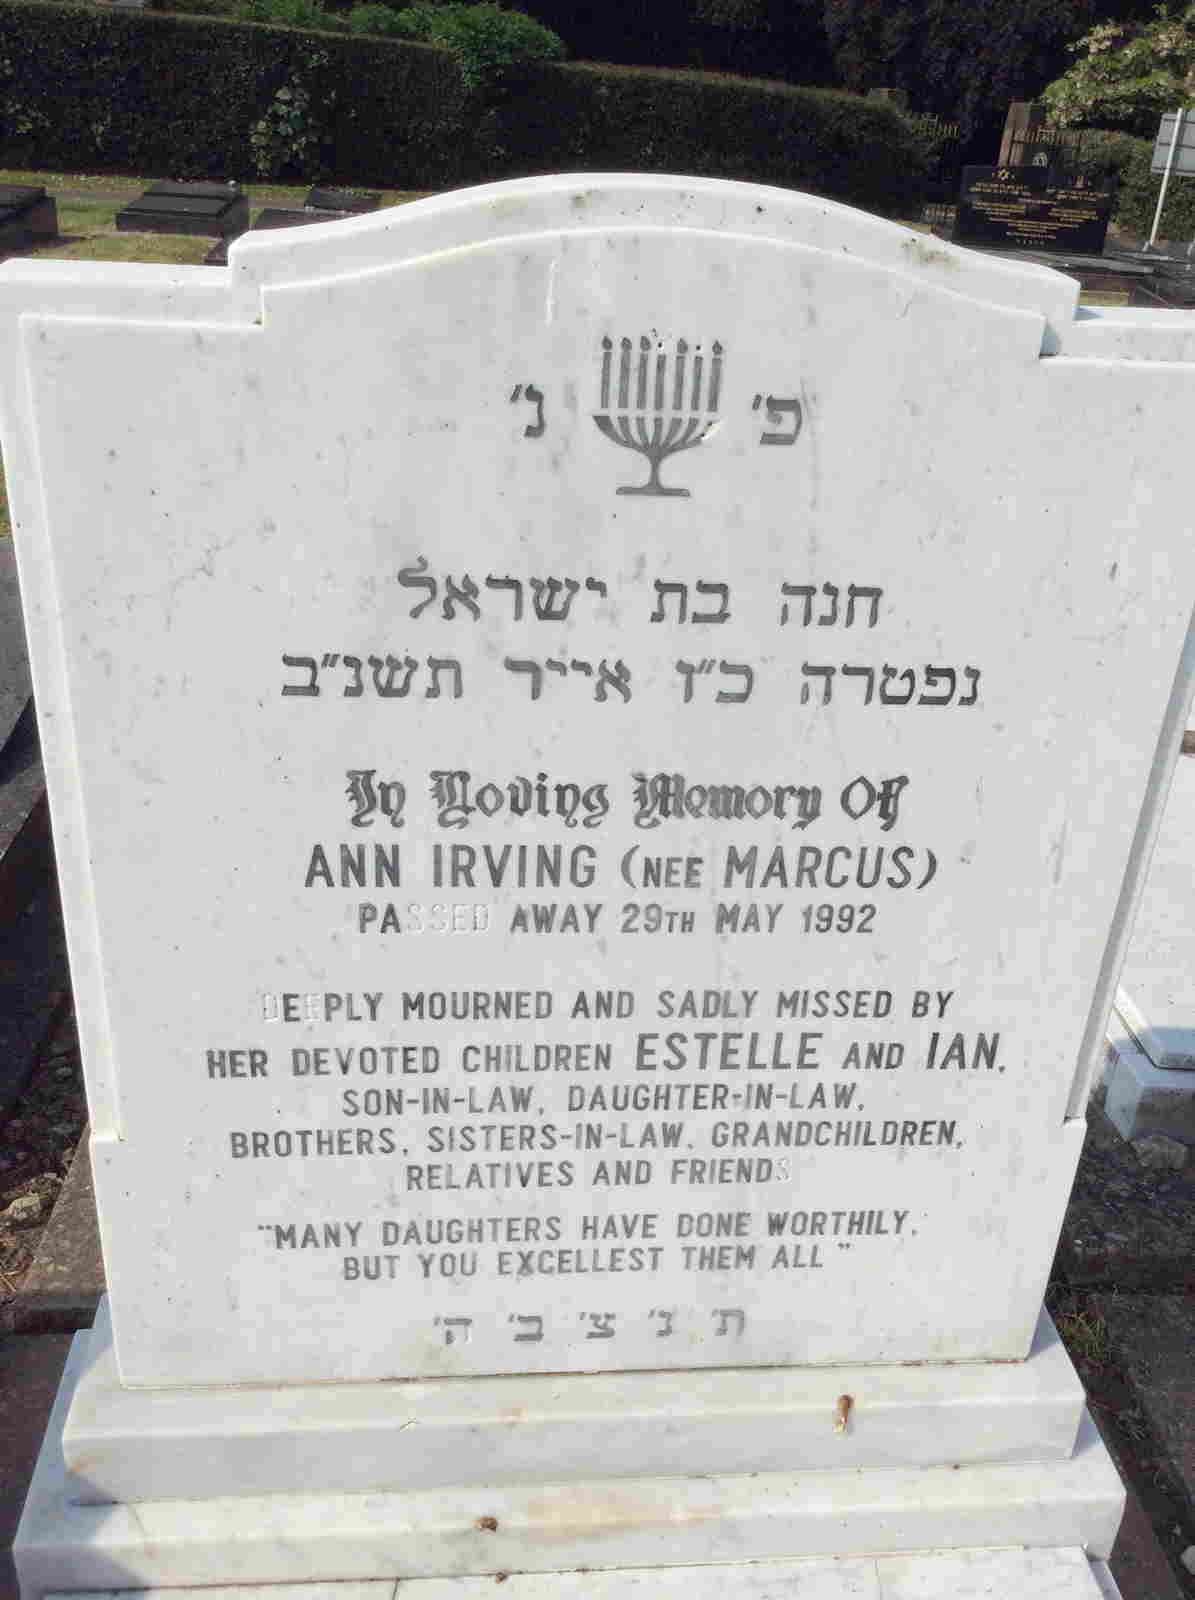 פ׳ נ׳
חנה בת ישראל
נפטרה כ״ז אייר תשנ״ב
In Loving Memory Of
ANN IRVING (NEE MARCUS)
PASSED AWAY 29TH MAY 1992
DEEPLY MOURNED AND SADLY MISSED BY
HER DEVOTED CHILDREN ESTELLE AND IAN,
SON-IN-LAW, DAUGHTER-IN-LAW,
BROTHERS, SISTERS-IN-LAW, GRANDCHILDREN,
RELATIVES AND FRIENDS
"MANY DAUGHTERS HAVE DONE WORTHILY,
BUT YOU EXCELLEST THEM ALL"
ת׳ נ׳ צ׳ ב׳ ה׳